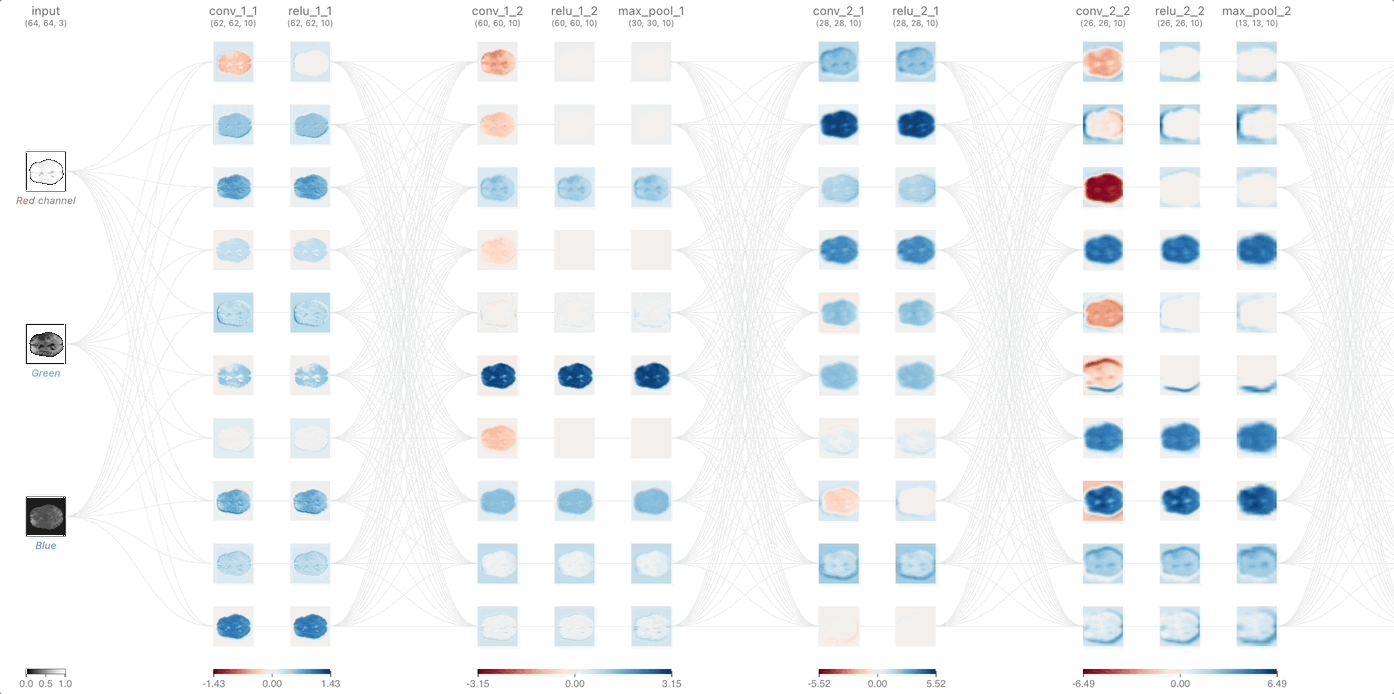 input conv_1_1 relu_1_1 conv_1_2 relu_1_2 max_pool_1 conv_2_1 relu_2_1 conv_2_2 relu_2_2 max_pool_2
(64, 64, 3) (62, 62, 10) (62, 62, 10) (60, 60, 10) (60, 60, 10) (30, 30, 10) (28, 28, 10) (28, 28, 10) (26, 26, 10) (26, 26, 10) (13, 13, 10)
Red channel
Green
Blue
0.0 0.5 1.0 -1.43 0.00 1.43 -3.15 0.00 3.15 -5.52 0.00 5.52 -6.49 0.00 6.49